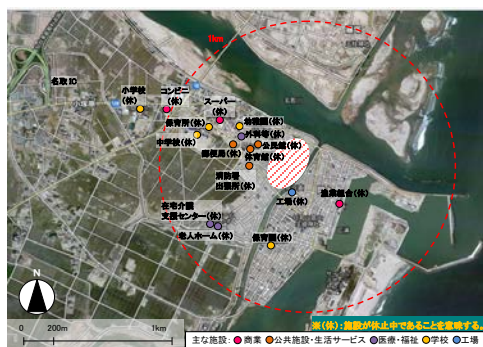 1km
名取IC
小学校
(休)
コンビニ
(休)
スーパー
(休)
保育所(休)
幼稚園(休)
外科等(休)
中学校(休)
郵便局(休)
公民館(休)
体育館(休)
消防署
出張所(休)
工場(休)
漁業組合(休)
在宅介護
支援センター(休)
老人ホーム(休)
保育園(休)
N
0 200m 1km
※(休):施設が休止中であることを意味する。
主な施設: 商業 公共施設・生活サービス 医療・福祉 学校 工場